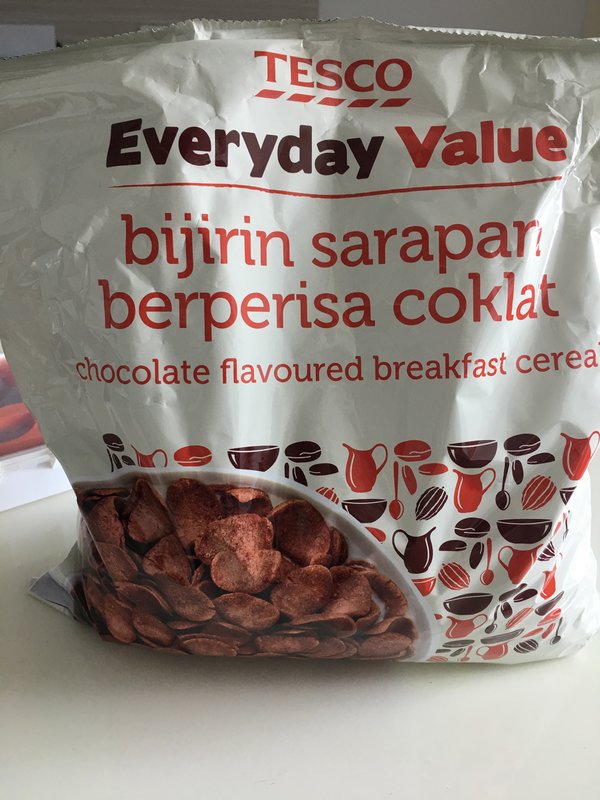 TESCO
Everyday Value
bijirin sarapan
berperisa coklat
chocolate flavoured breakfast cereal